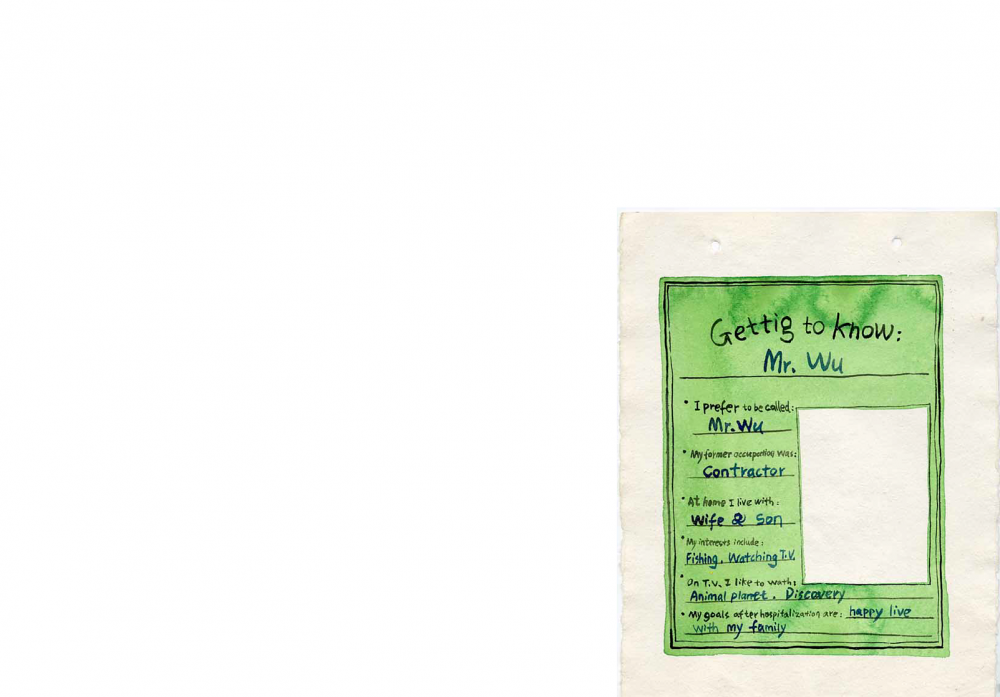 Gettig to know:
Mr. Wu
• I prefer to be called:
Mr. Wu
• My former occupation was:
Contractor
• At home I live with:
Wife & Son
• My interests include:
Fishing, Watching T.V.
• On T.V. I like to wath:
Animal planet, Discovery
• My goals after hospitalization are: happy live
with my family